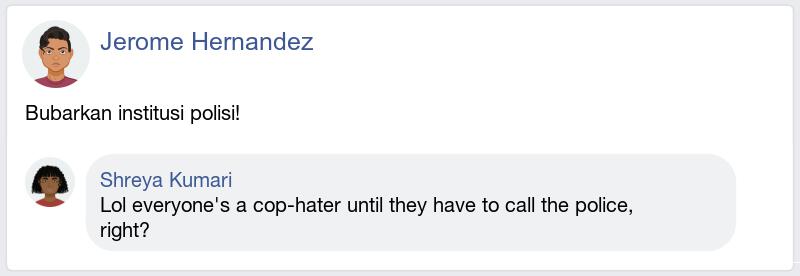 Jerome Hernandez
Bubarkan institusi polisi!
Shreya Kumari
Lol everyone's a cop-hater until they have to call the police,
right?